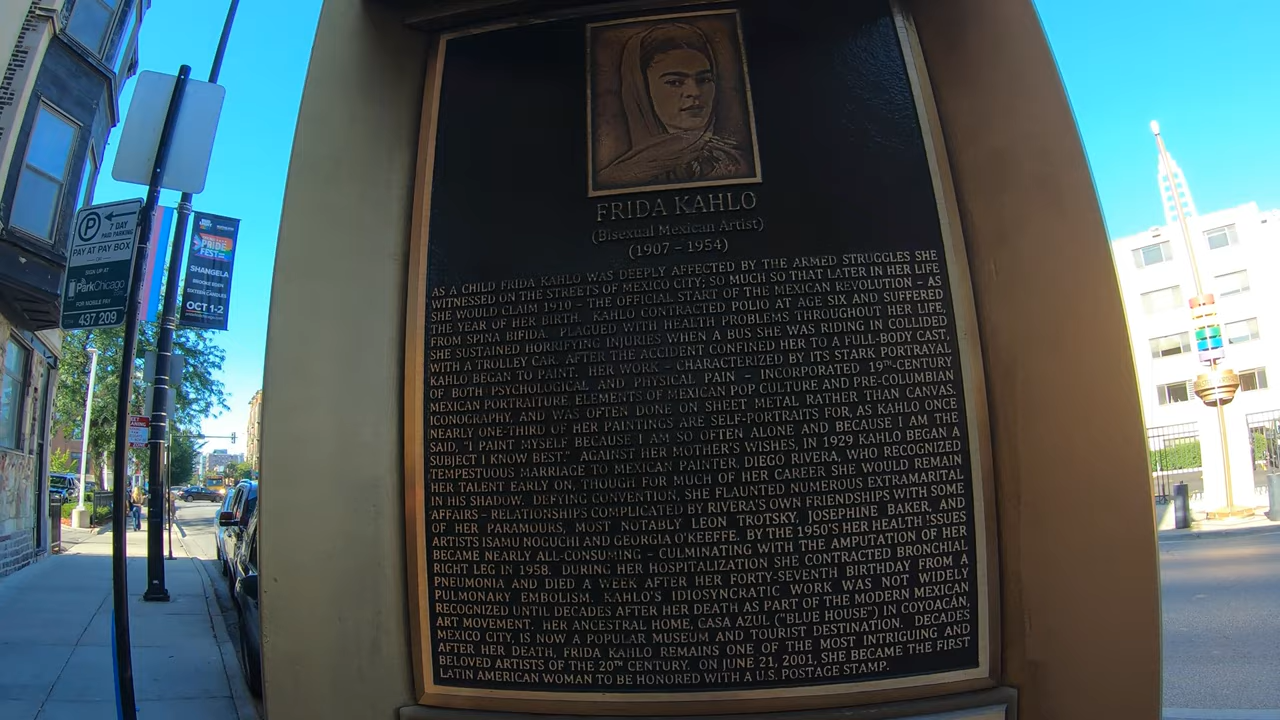 FRIDA KAHLO
(Bisexual Mexican Artist)
(1907 – 1954)
AS A CHILD FRIDA KAHLO WAS DEEPLY AFFECTED BY THE ARMED STRUGGLES SHE
WITNESSED ON THE STREETS OF MEXICO CITY; SO MUCH SO THAT LATER IN HER LIFE
SHE WOULD CLAIM 1910 – THE OFFICIAL START OF THE MEXICAN REVOLUTION – AS
THE YEAR OF HER BIRTH. KAHLO CONTRACTED POLIO AT AGE SIX AND SUFFERED
FROM SPINA BIFIDA. PLAGUED WITH HEALTH PROBLEMS THROUGHOUT HER LIFE,
SHE SUSTAINED HORRIFYING INJURIES WHEN A BUS SHE WAS RIDING IN COLLIDED
WITH A TROLLEY CAR. AFTER THE ACCIDENT CONFINED HER TO A FULL-BODY CAST,
KAHLO BEGAN TO PAINT. HER WORK – CHARACTERIZED BY ITS STARK PORTRAYAL
OF BOTH PSYCHOLOGICAL AND PHYSICAL PAIN – INCORPORATED 19TH-CENTURY
MEXICAN PORTRAITURE, ELEMENTS OF MEXICAN POP CULTURE AND PRE-COLUMBIAN
ICONOGRAPHY, AND WAS OFTEN DONE ON SHEET METAL RATHER THAN CANVAS.
NEARLY ONE-THIRD OF HER PAINTINGS ARE SELF-PORTRAITS FOR, AS KAHLO ONCE
SAID, "I PAINT MYSELF BECAUSE I AM SO OFTEN ALONE AND BECAUSE I AM THE
SUBJECT I KNOW BEST." AGAINST HER MOTHER'S WISHES, IN 1929 KAHLO BEGAN A
TEMPESTUOUS MARRIAGE TO MEXICAN PAINTER, DIEGO RIVERA, WHO RECOGNIZED
HER TALENT EARLY ON, THOUGH FOR MUCH OF HER CAREER SHE WOULD REMAIN
IN HIS SHADOW. DEFYING CONVENTION, SHE FLAUNTED NUMEROUS EXTRAMARITAL
AFFAIRS – RELATIONSHIPS COMPLICATED BY RIVERA'S OWN FRIENDSHIPS WITH SOME
OF HER PARAMOURS, MOST NOTABLY LEON TROTSKY, JOSEPHINE BAKER, AND
ARTISTS ISAMU NOGUCHI AND GEORGIA O'KEEFFE. BY THE 1950'S HER HEALTH ISSUES
BECAME NEARLY ALL-CONSUMING – CULMINATING WITH THE AMPUTATION OF HER
RIGHT LEG IN 1958. DURING HER HOSPITALIZATION SHE CONTRACTED BRONCHIAL
PNEUMONIA AND DIED A WEEK AFTER HER FORTY-SEVENTH BIRTHDAY FROM A
PULMONARY EMBOLISM. KAHLO'S IDIOSYNCRATIC WORK WAS NOT WIDELY
RECOGNIZED UNTIL DECADES AFTER HER DEATH AS PART OF THE MODERN MEXICAN
ART MOVEMENT. HER ANCESTRAL HOME, CASA AZUL ("BLUE HOUSE") IN COYOACÁN,
MEXICO CITY, IS NOW A POPULAR MUSEUM AND TOURIST DESTINATION. DECADES
AFTER HER DEATH, FRIDA KAHLO REMAINS ONE OF THE MOST INTRIGUING AND
BELOVED ARTISTS OF THE 20TH CENTURY. ON JUNE 21, 2001, SHE BECAME THE FIRST
LATIN AMERICAN WOMAN TO BE HONORED WITH A U.S. POSTAGE STAMP.
P
7 DAY
PAID PARKING
PAY AT PAY BOX
OR
SIGN UP AT
ParkChicago
FOR MOBILE PAY
437 209
PRIDE
FEST
SHANGELA
OCT 1-2